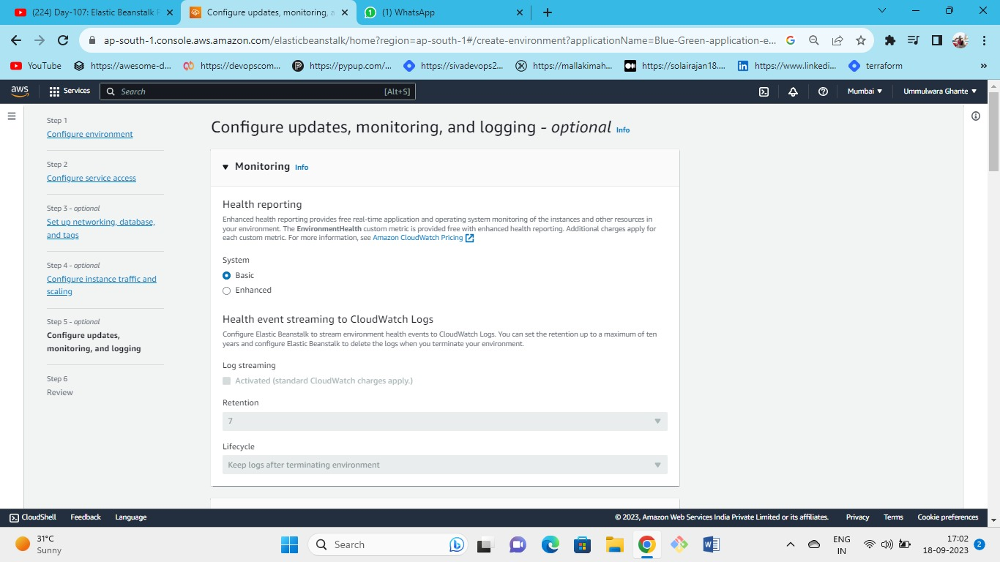 (224) Day-107: Elastic Beanstalk
Configure updates, monitoring, a
(1) WhatsApp
ap-south-1.console.aws.amazon.com/elasticbeanstalk/home?region=ap-south-1#/create-environment?applicationName=Blue-Green-application-e...
YouTube
https://awesome-d...
https://devopscom...
https://pypup.com/...
https://sivadevops2...
https://mallakimah...
https://solairajan18....
https://www.linkedi...
terraform
»
aws
Services
Search
[Alt+S]
Mumbai
Ummulwara Ghante
Step 1
Configure environment
Step 2
Configure service access
Step 3 - optional
Set up networking, database,
and tags
Step 4 - optional
Configure instance traffic and
scaling
Step 5 - optional
Configure updates,
monitoring, and logging
Step 6
Review
Configure updates, monitoring, and logging - optional Info
Monitoring Info
Health reporting
Enhanced health reporting provides free real-time application and operating system monitoring of the instances and other resources in
your environment. The EnvironmentHealth custom metric is provided free with enhanced health reporting. Additional charges apply for
each custom metric. For more information, see Amazon CloudWatch Pricing
System
Basic
Enhanced
Health event streaming to CloudWatch Logs
Configure Elastic Beanstalk to stream environment health events to CloudWatch Logs. You can set the retention up to a maximum of ten
years and configure Elastic Beanstalk to delete the logs when you terminate your environment.
Log streaming
Activated (standard CloudWatch charges apply.)
Retention
7
Lifecycle
Keep logs after terminating environment
CloudShell
Feedback
Language
© 2023, Amazon Web Services India Private Limited or its affiliates.
Privacy
Terms
Cookie preferences
31°C
Sunny
Search
ENG
IN
17:02
18-09-2023
2